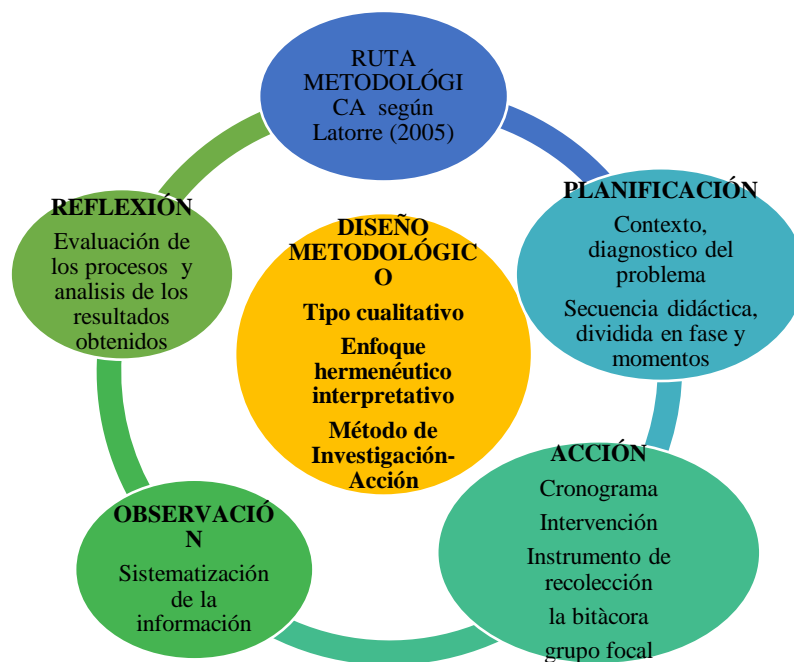 RUTA
METODOLÓGI
CA según
Latorre (2005)
PLANIFICACIÓN
Contexto,
diagnostico del
problema
Secuencia didáctica,
dividida en fase y
momentos
ACCIÓN
Cronograma
Intervención
Instrumento de
recolección
la bitàcora
grupo focal
OBSERVACIÓ
N
Sistematización
de la
información
REFLEXIÓN
Evaluación de
los procesos y
analisis de los
resultados
obtenidos
DISEÑO
METODOLÓGIC
O
Tipo cualitativo
Enfoque
hermenéutico
interpretativo
Método de
Investigación-
Acción